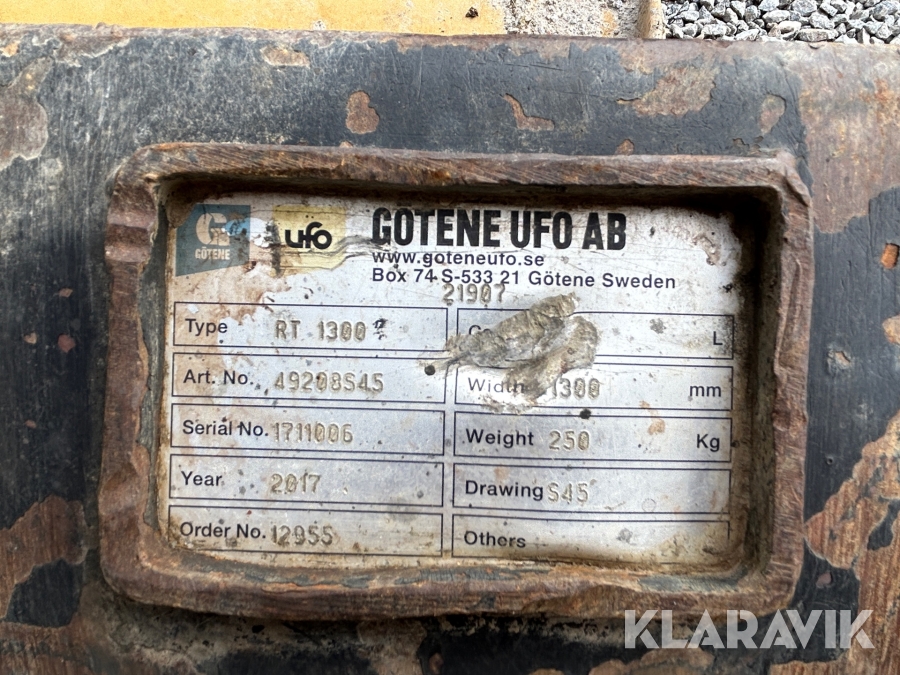 G
GÖTENE
ufo
GÖTENE UFO AB
www.goteneufo.se
Box 74 S-533 21 Götene Sweden
21907
Type RT 1300
L
Art. No. 49208S45
Width 1300 mm
Serial No. 1711006
Weight 250 Kg
Year 2017
Drawing S45
Order No. 12955
Others
KLARAVIK